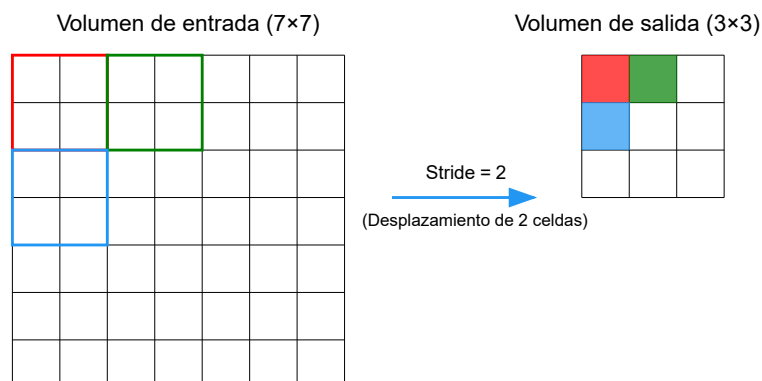 Volumen de entrada (7×7)
Volumen de salida (3×3)
Stride = 2
(Desplazamiento de 2 celdas)